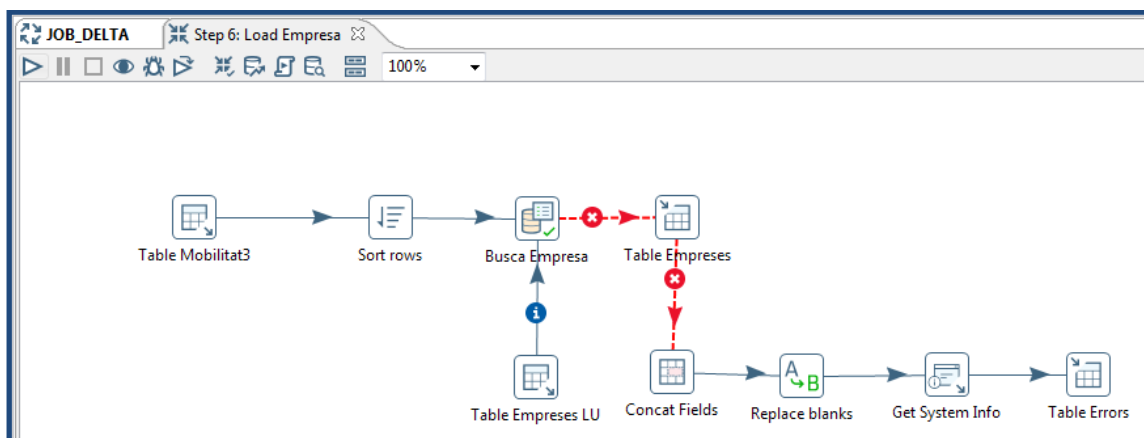 JOB_DELTA
Step 6: Load Empresa
100%
Table Mobilitat3
Sort rows
Busca Empresa
Table Empreses
Table Empreses LU
Concat Fields
A
B
Replace blanks
Get System Info
Table Errors